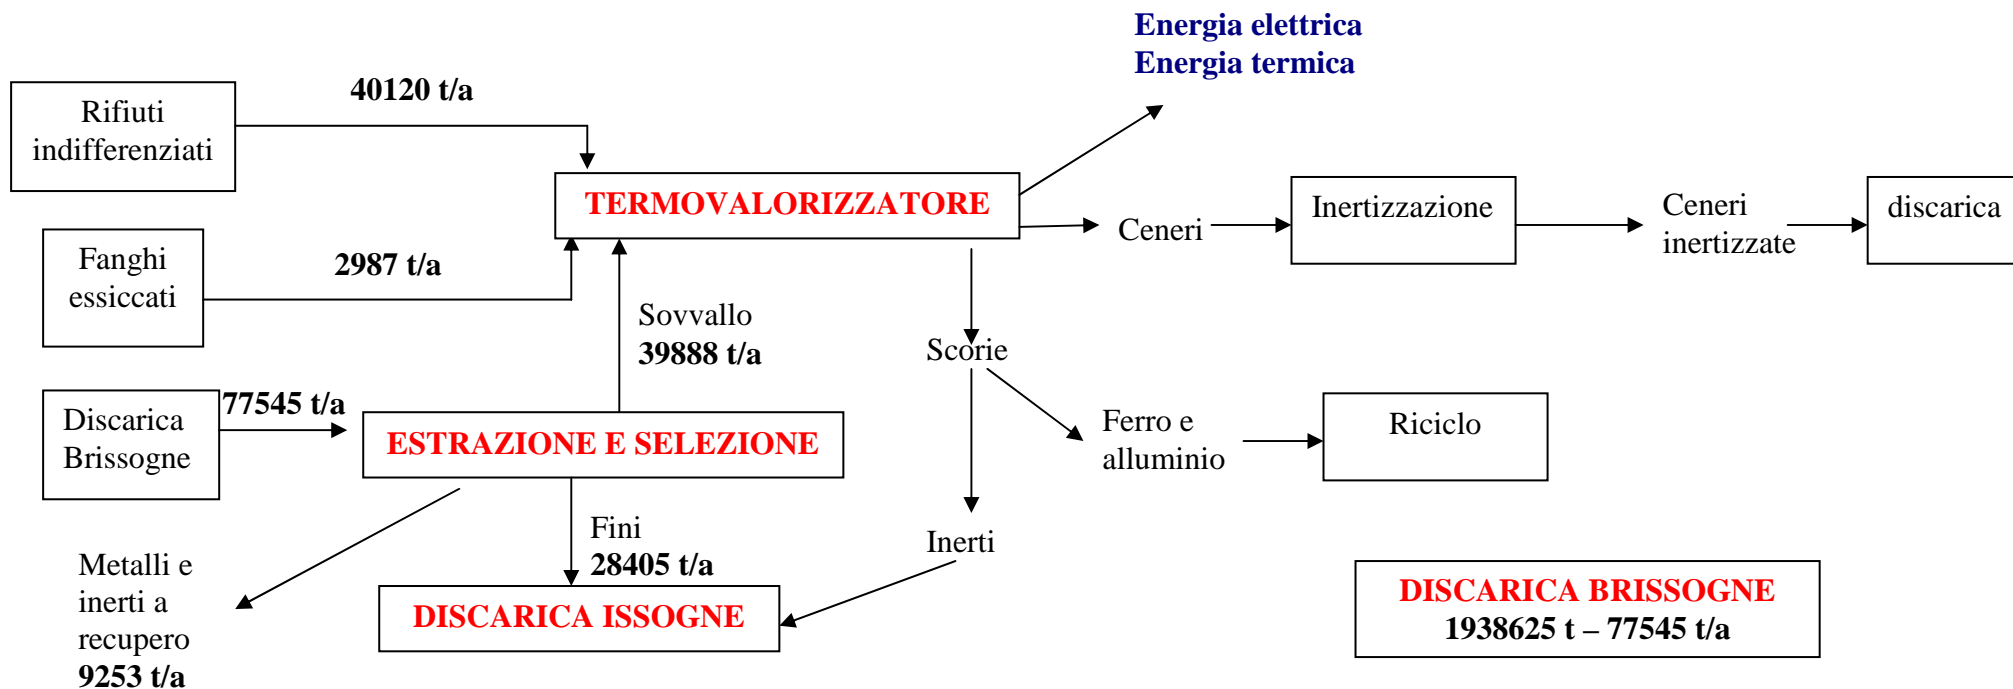 Energia elettrica
Energia termica
40120 t/a
Rifiuti
indifferenziati
TERMOVALORIZZATORE
Ceneri
Inertizzazione
Ceneri
inertizzate
discarica
Fanghi
essiccati
2987 t/a
Sovvallo
39888 t/a
Scorie
Discarica
Brissogne
77545 t/a
ESTRAZIONE E SELEZIONE
Ferro e
alluminio
Riciclo
Fini
28405 t/a
Inerti
Metalli e
inerti a
recupero
9253 t/a
DISCARICA ISSOGNE
DISCARICA BRISSOGNE
1938625 t – 77545 t/a